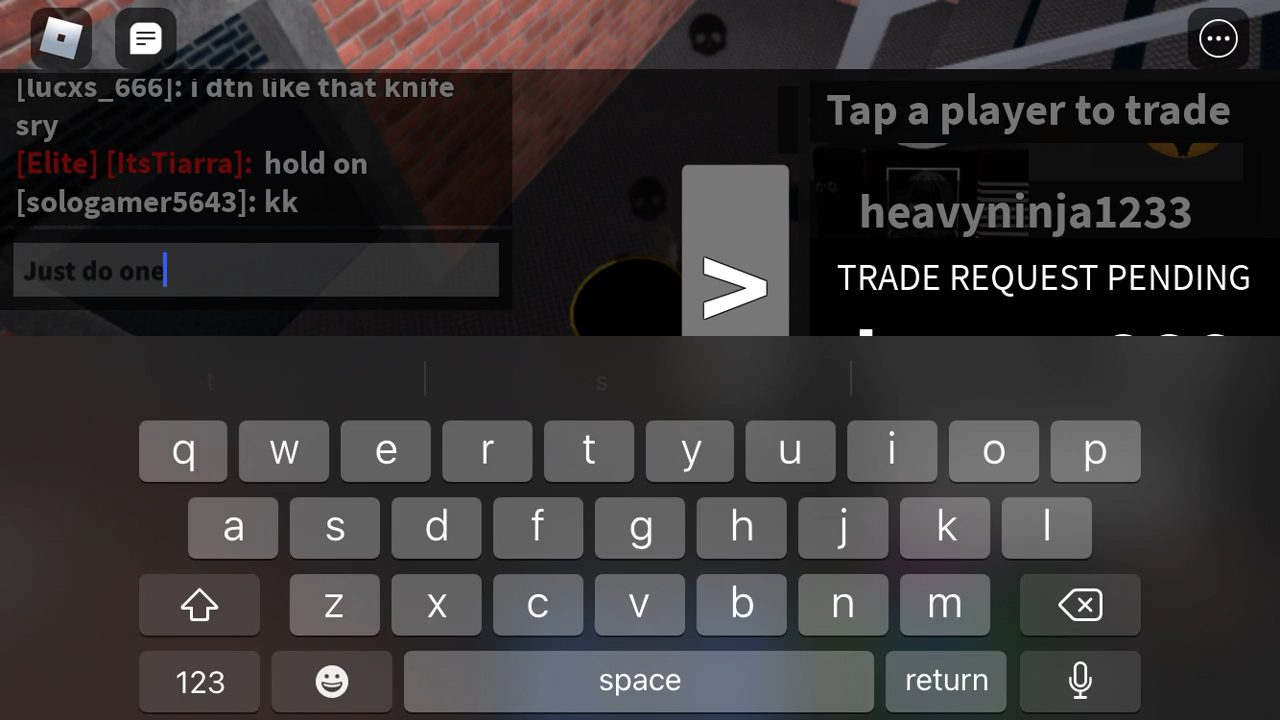 [lucxs_666]: i dtn like that knife
sry
[Elite] [ItsTiarra]: hold on
[sologamer5643]: kk
Just do one
Tap a player to trade
heavyninja1233
TRADE REQUEST PENDING
>
t s
q w e r t y u i o p
a s d f g h j k l
z x c v b n m
123 space return